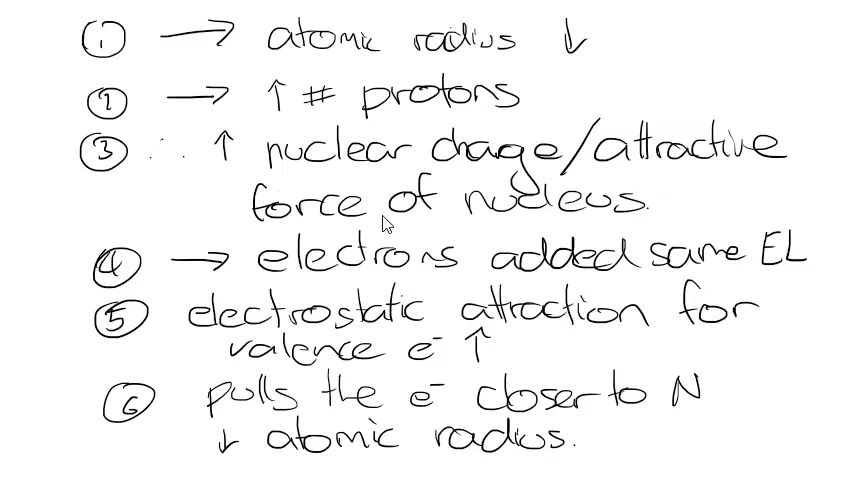 ① → atomic radius ↓
② → ↑ # protons
③ ∴ ↑ nuclear charge/attractive
force of nucleus.
④ → electrons added same EL
⑤ electrostatic attraction for
valence e⁻ ↑
⑥ pulls the e⁻ closer to N
↓ atomic radius.